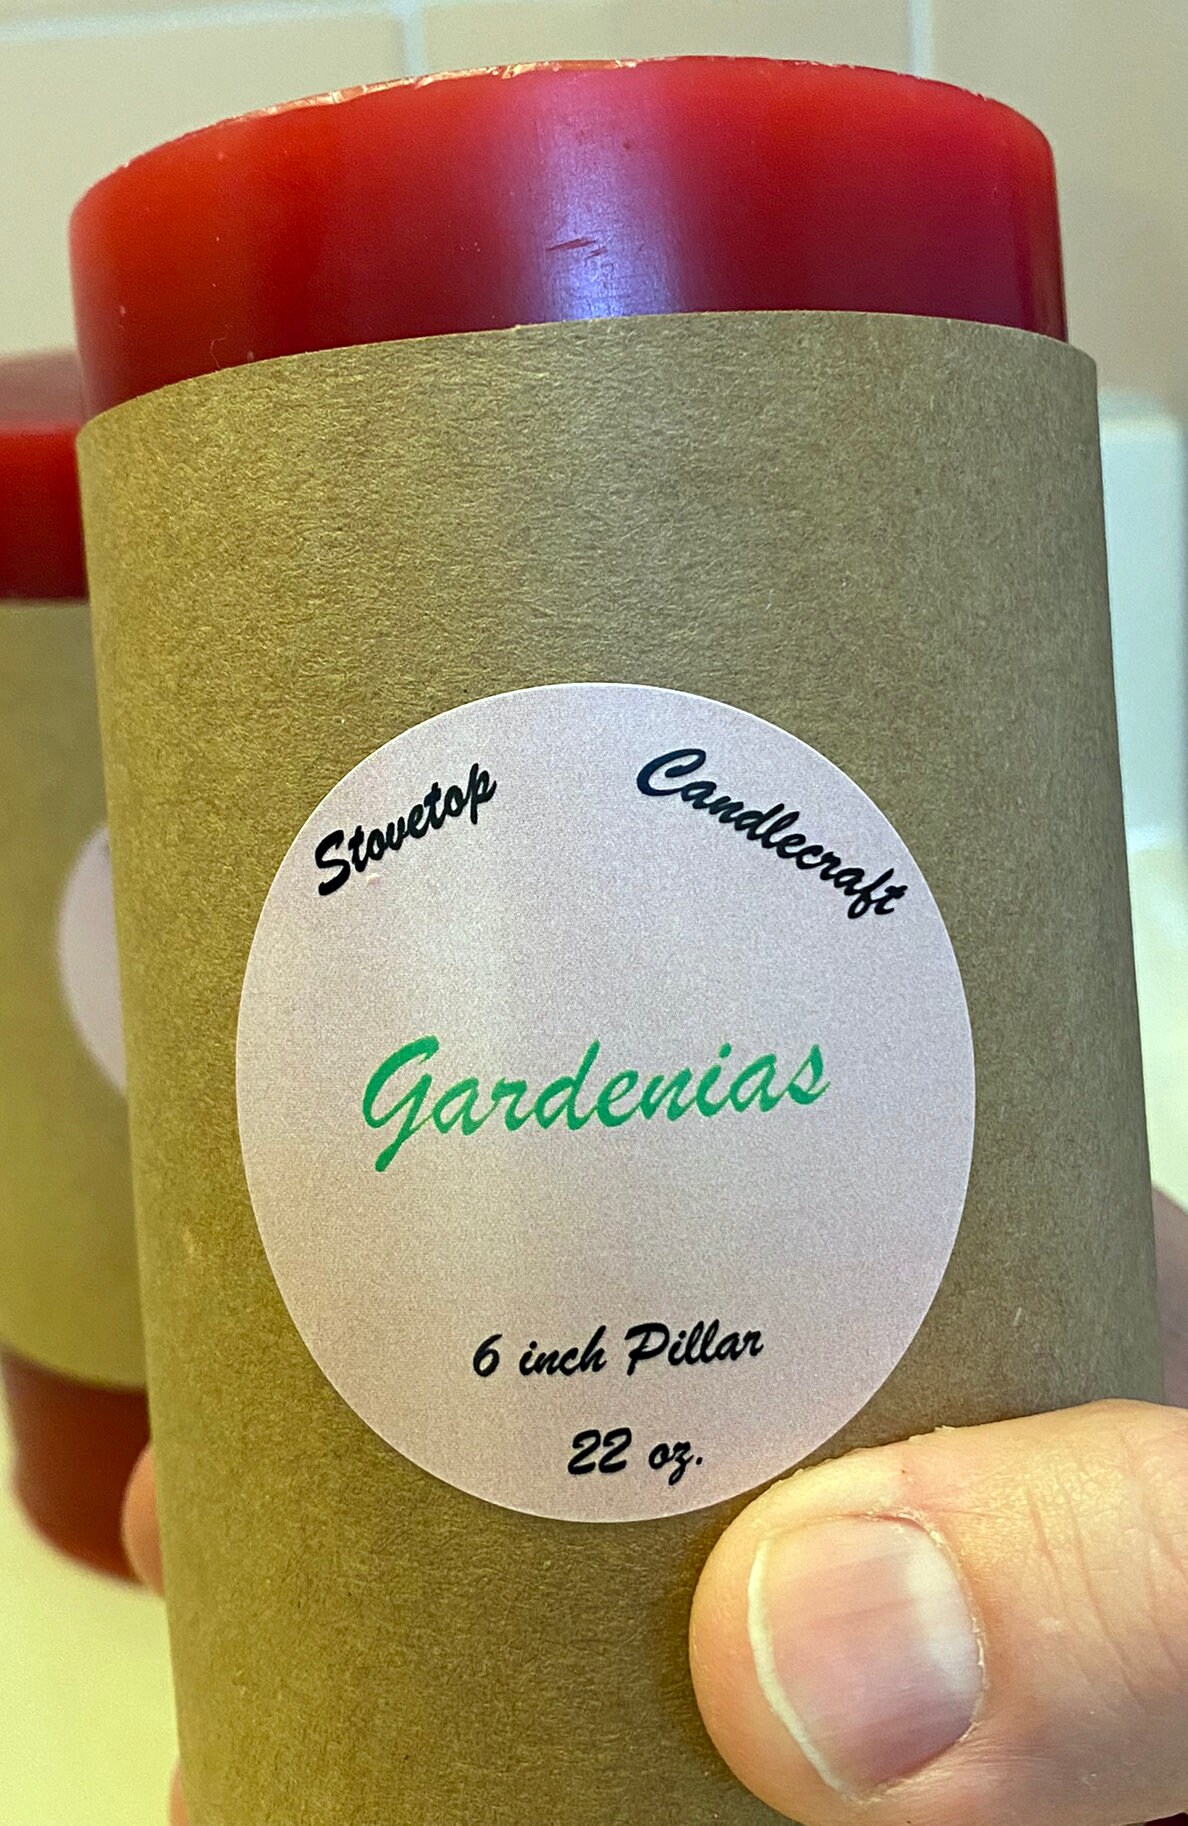 Stovetop Candlecraft
Gardenias
6 inch Pillar
22 oz.